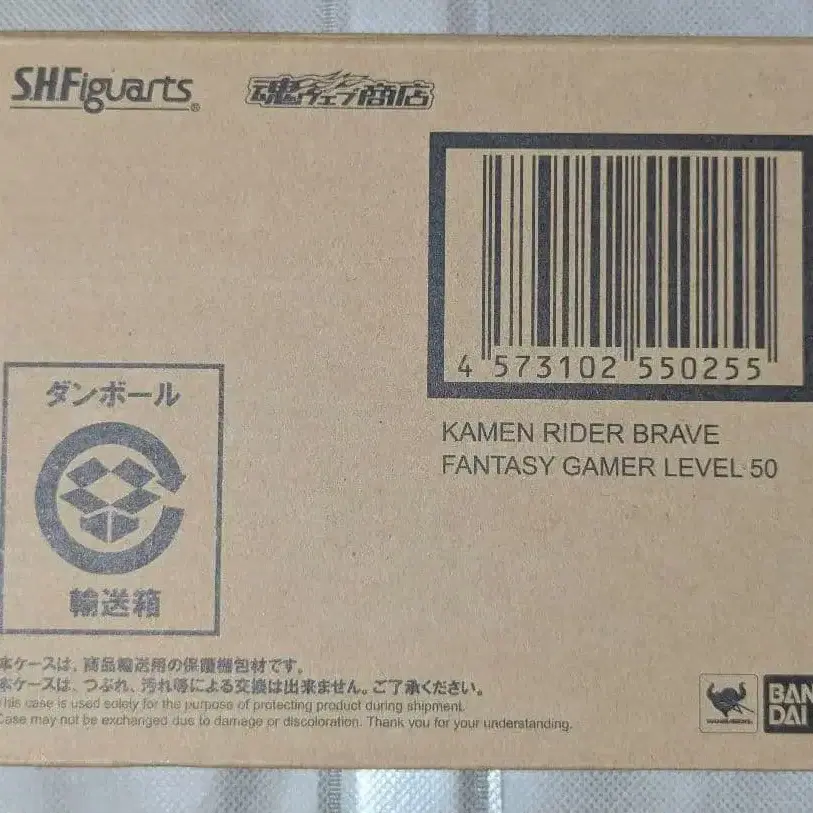 S.H.Figuarts
魂ウェブ商店
4 573102 550255
KAMEN RIDER BRAVE
FANTASY GAMER LEVEL 50
ダンボール
輸送箱
本ケースは、商品輸送用の保護梱包材です。
本ケースは、つぶれ、汚れ等による交換は出来ません。ご了承ください。
This case is used solely for the purpose of protecting product during shipment.
Case may not be exchanged due to damage or discoloration. Thank you for your understanding.
BAN
DAI